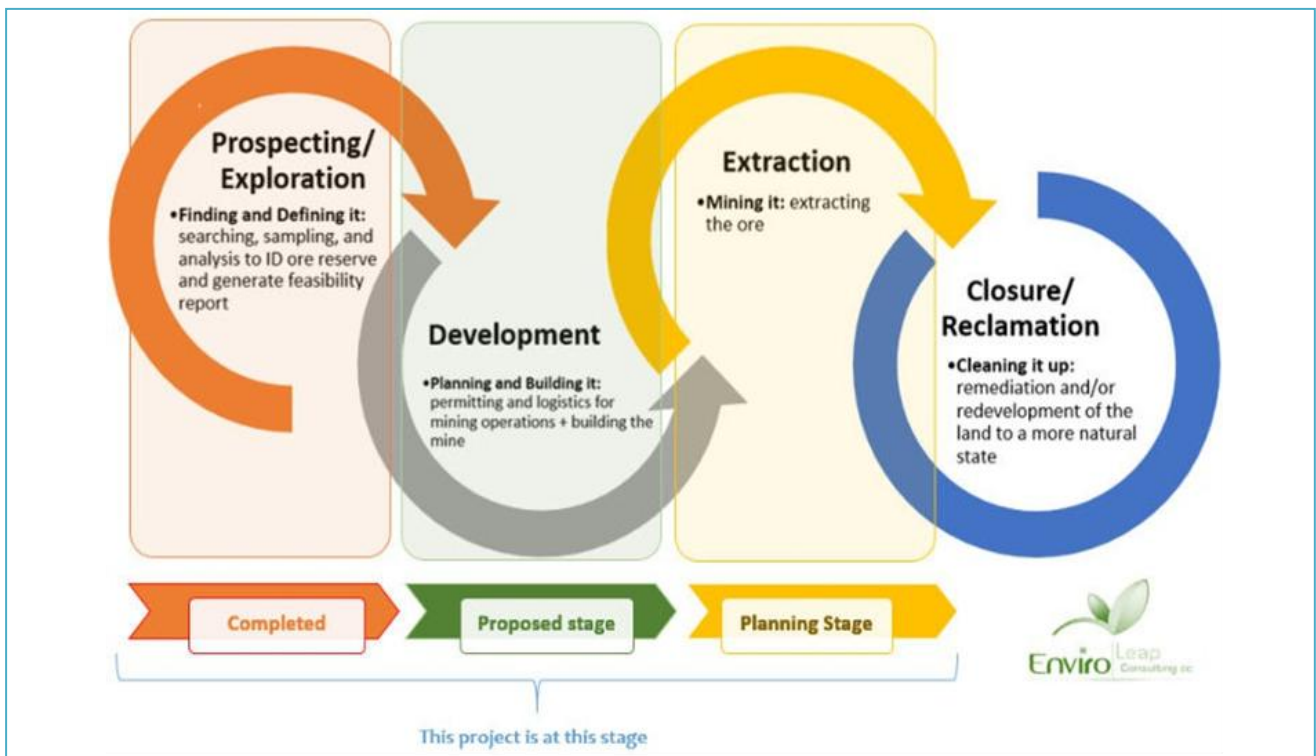 Prospecting/
Exploration
•Finding and Defining it:
searching, sampling, and
analysis to ID ore reserve
and generate feasibility
report
Development
•Planning and Building it:
permitting and logistics for
mining operations + building the
mine
Extraction
•Mining it: extracting
the ore
Closure/
Reclamation
•Cleaning it up:
remediation and/or
redevelopment of the
land to a more natural
state
Completed
Proposed stage
Planning Stage
Enviro Leap
Consulting cc
This project is at this stage